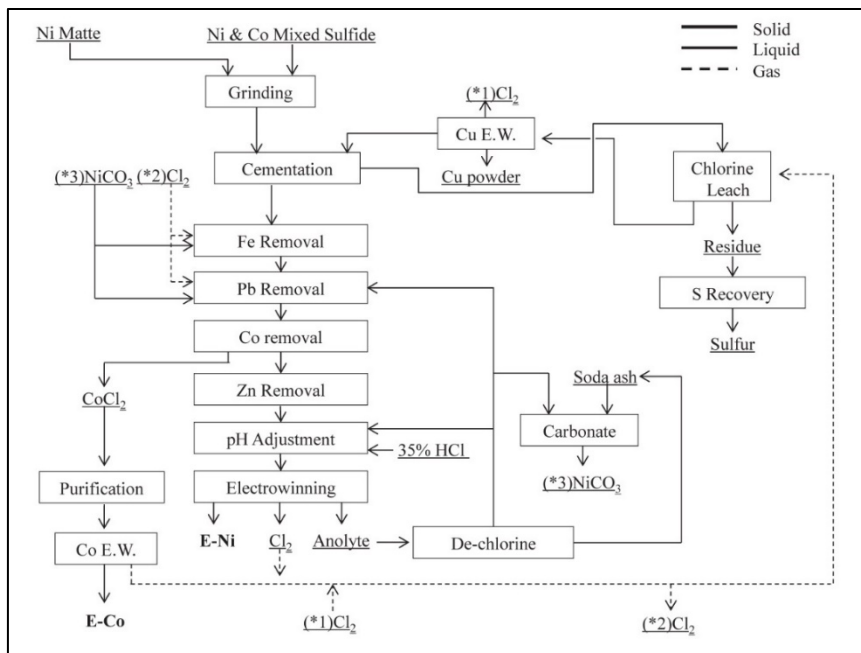 Ni Matte
Ni & Co Mixed Sulfide
Solid
Liquid
Gas
Grinding
(*1)Cl₂
Cu E.W.
Cementation
Cu powder
Chlorine
Leach
(*3)NiCO₃ (*2)Cl₂
Fe Removal
Residue
Pb Removal
S Recovery
Co removal
Sulfur
CoCl₂
Zn Removal
Soda ash
pH Adjustment
35% HCl
Carbonate
Purification
Electrowinning
(*3)NiCO₃
Co E.W.
E-Ni
Cl₂
Anolyte
De-chlorine
E-Co
(*1)Cl₂
(*2)Cl₂